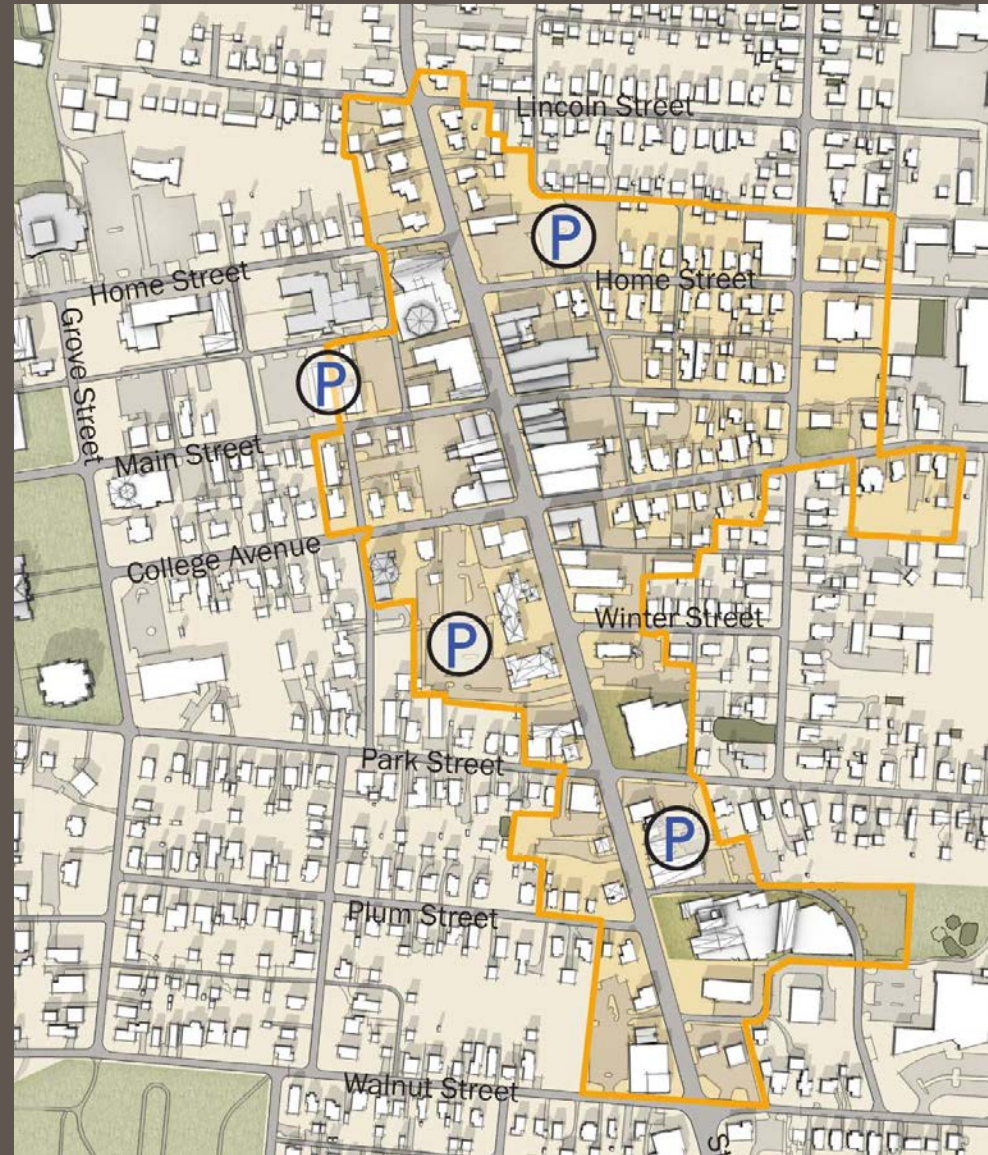 Lincoln Street
P
Home Street
Home Street
Grove Street
P
Main Street
College Avenue
Winter Street
P
Park Street
P
Plum Street
Walnut Street